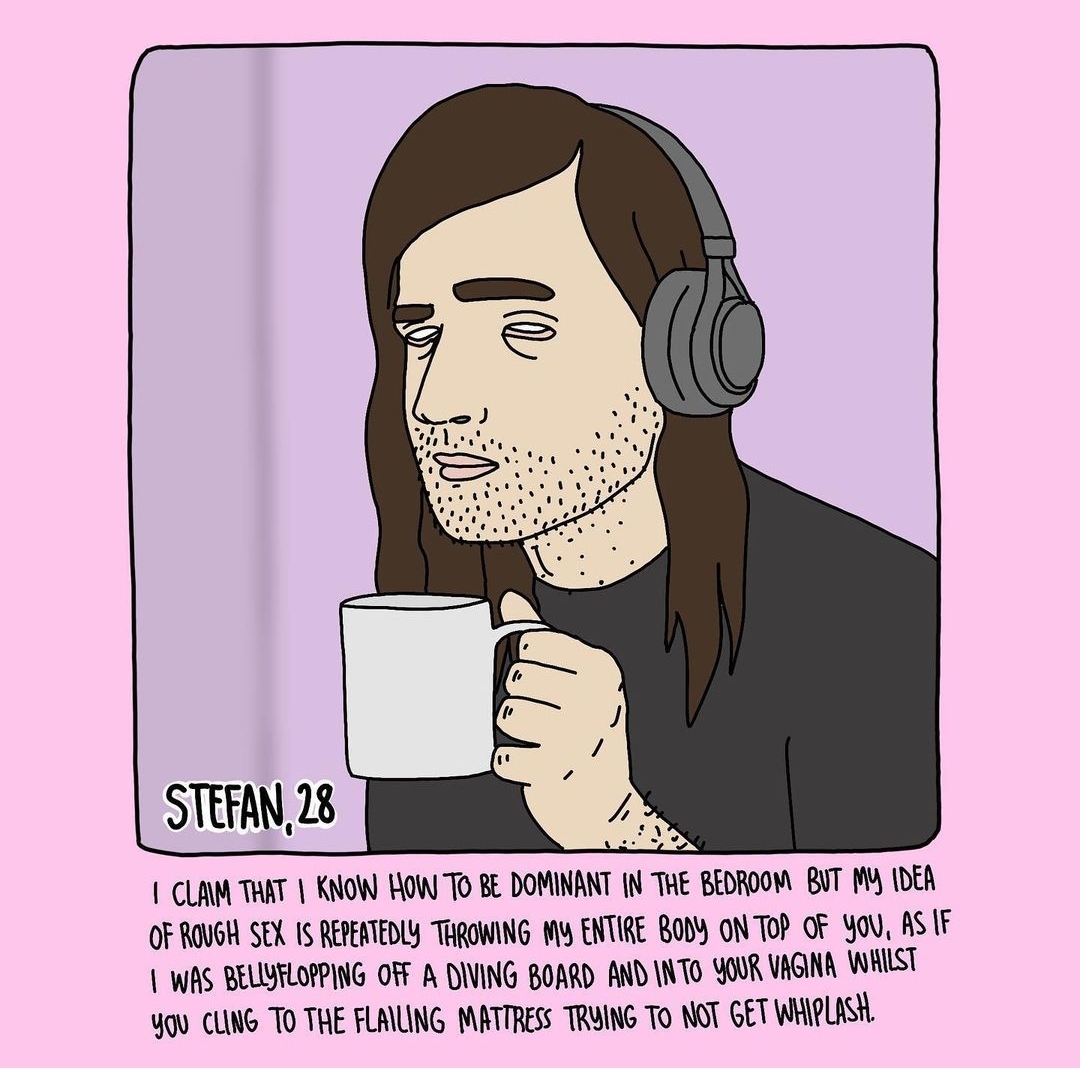 STEFAN, 28
I CLAIM THAT I KNOW HOW TO BE DOMINANT IN THE BEDROOM BUT MY IDEA
OF ROUGH SEX IS REPEATEDLY THROWING MY ENTIRE BODY ON TOP OF YOU, AS IF
I WAS BELLYFLOPPING OFF A DIVING BOARD AND INTO YOUR VAGINA WHILST
YOU CLING TO THE FLAILING MATTRESS TRYING TO NOT GET WHIPLASH.